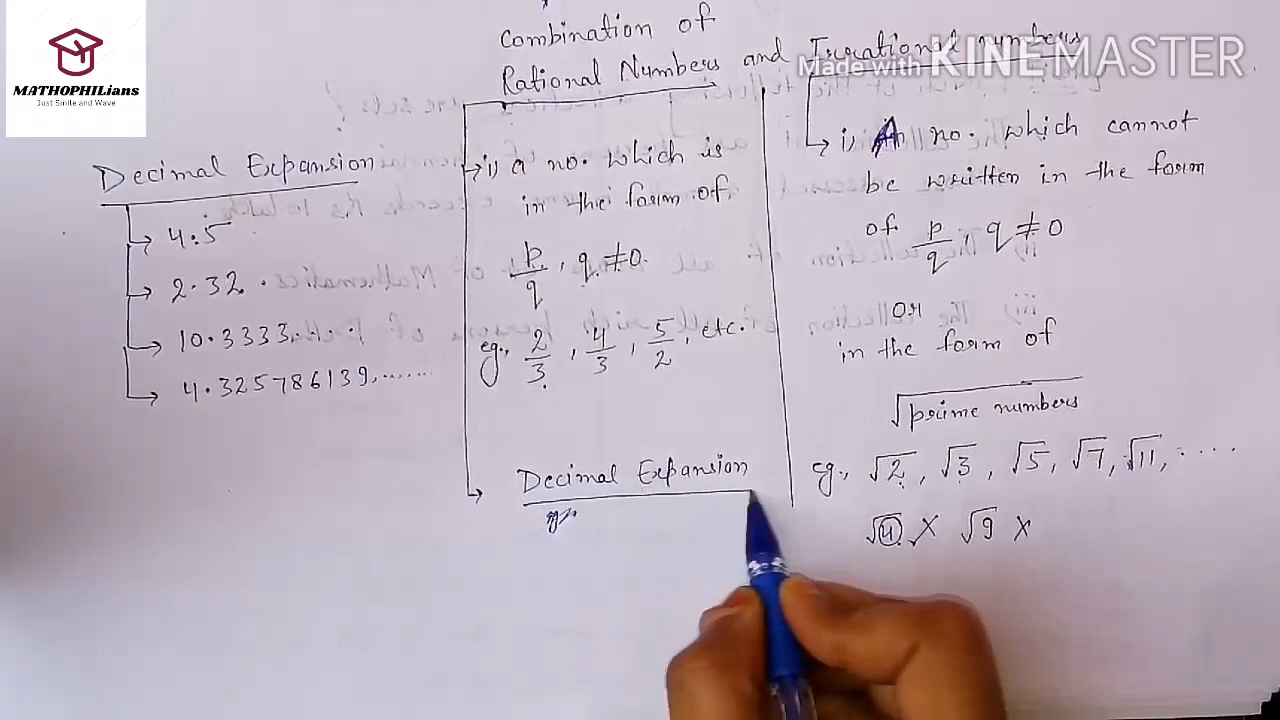 MATHOPHILians
Just Smile and Wave
Made with KINEMASTER
Combination of
Rational Numbers and Irrational numbers
Decimal Expansion
4.5
2.32.
10.3333....
4.325786139,......
i) a no. which is
in the form of
p/q, q ≠ 0.
eg., 2/3, 4/3, 5/2, etc.
Decimal Expansion
i) A no. which cannot
be written in the form
of p/q, q ≠ 0
OR
in the form of
√prime numbers
eg., √2, √3, √5, √7, √11, ....
√4 × √9 ×